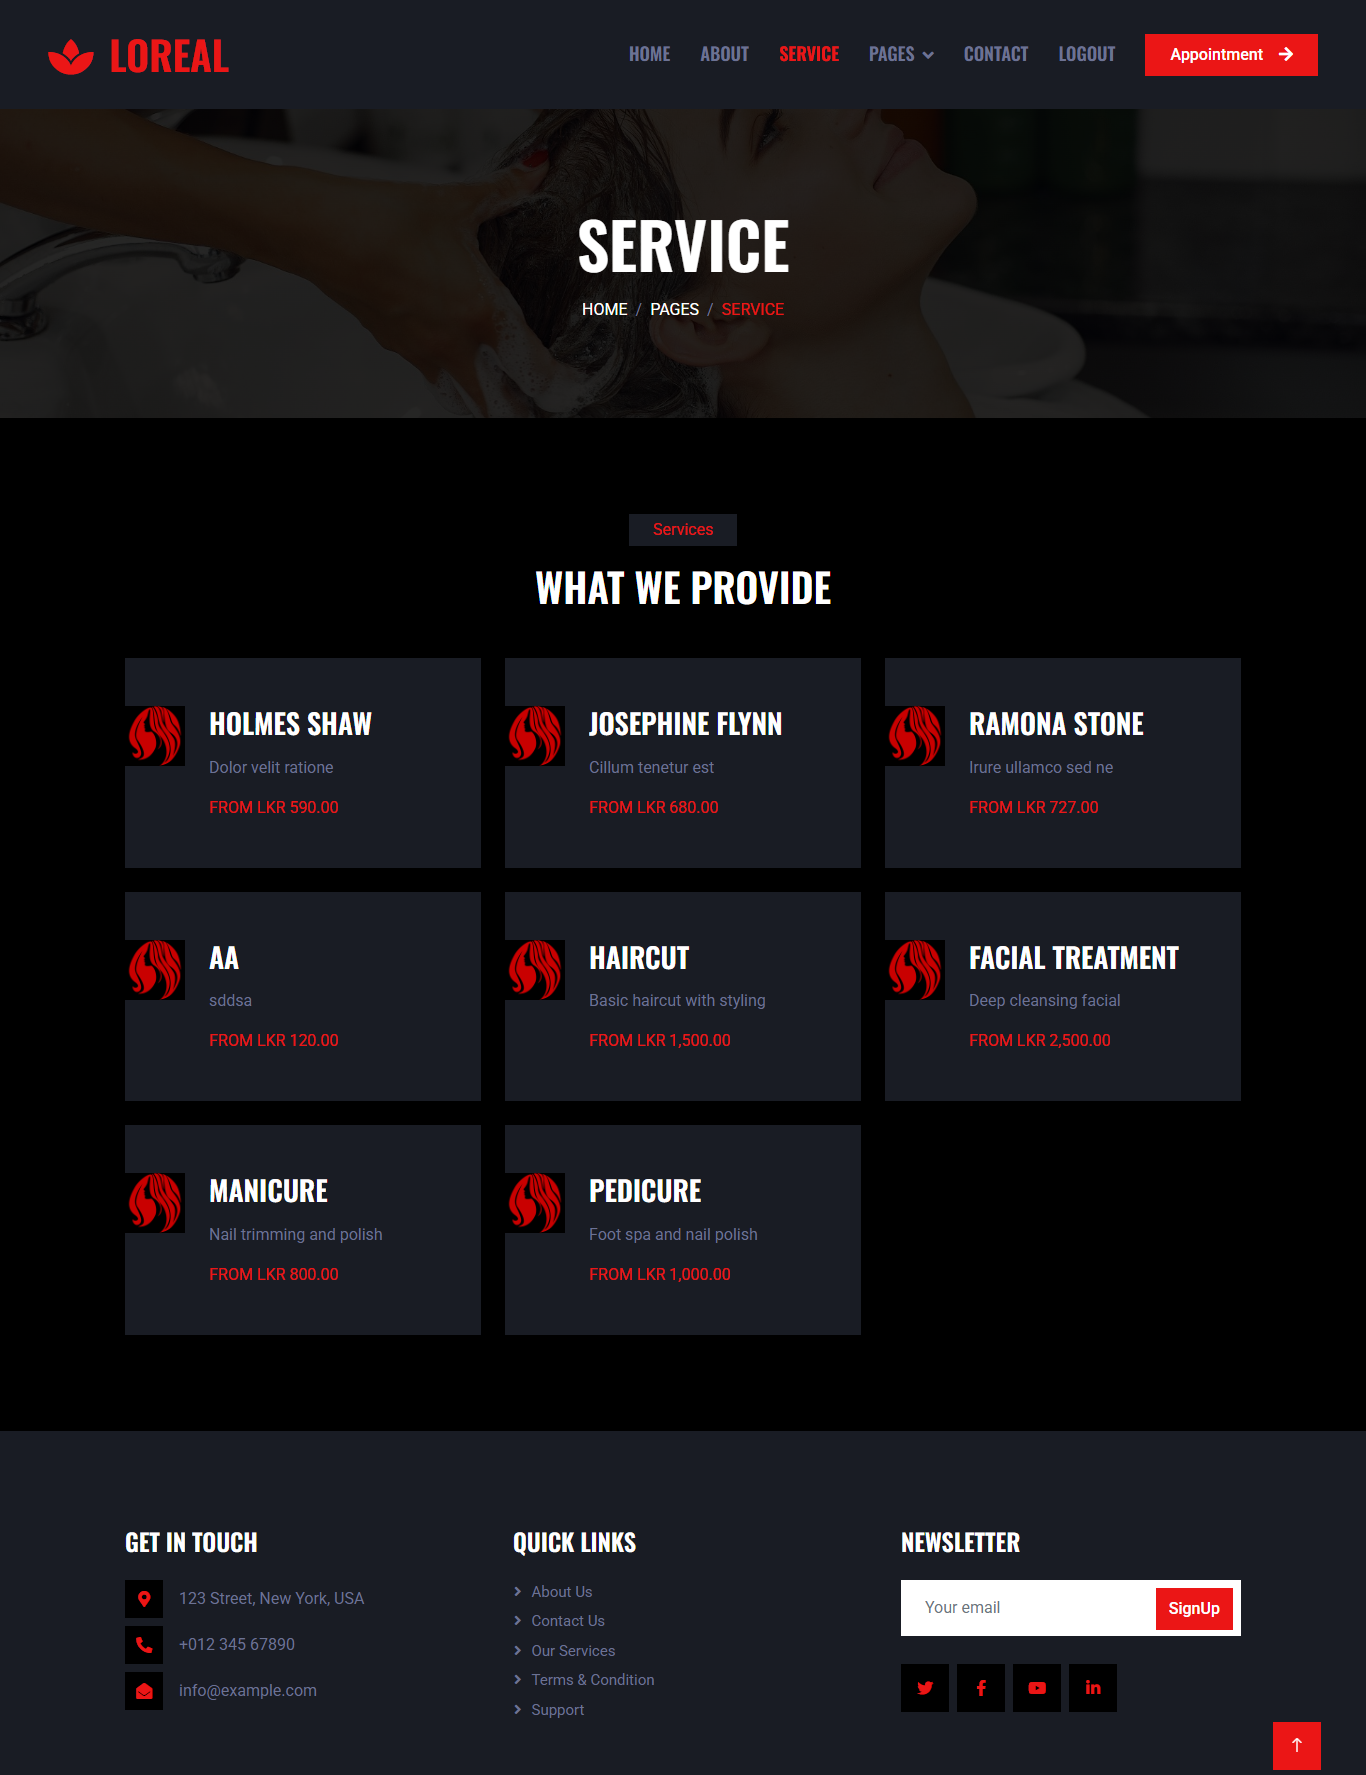 LOREAL
HOME ABOUT SERVICE PAGES CONTACT LOGOUT Appointment
SERVICE
HOME / PAGES / SERVICE
Services
WHAT WE PROVIDE
HOLMES SHAW
Dolor velit ratione
FROM LKR 590.00
JOSEPHINE FLYNN
Cillum tenetur est
FROM LKR 680.00
RAMONA STONE
Irure ullamco sed ne
FROM LKR 727.00
AA
sddsa
FROM LKR 120.00
HAIRCUT
Basic haircut with styling
FROM LKR 1,500.00
FACIAL TREATMENT
Deep cleansing facial
FROM LKR 2,500.00
MANICURE
Nail trimming and polish
FROM LKR 800.00
PEDICURE
Foot spa and nail polish
FROM LKR 1,000.00
GET IN TOUCH
123 Street, New York, USA
+012 345 67890
info@example.com
QUICK LINKS
About Us
Contact Us
Our Services
Terms & Condition
Support
NEWSLETTER
Your email SignUp